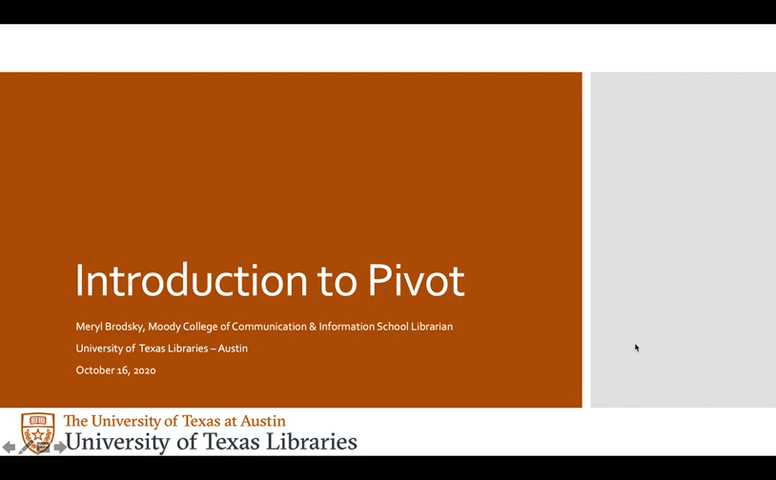 Introduction to Pivot
Meryl Brodsky, Moody College of Communication & Information School Librarian
University of Texas Libraries – Austin
October 16, 2020
The University of Texas at Austin
University of Texas Libraries